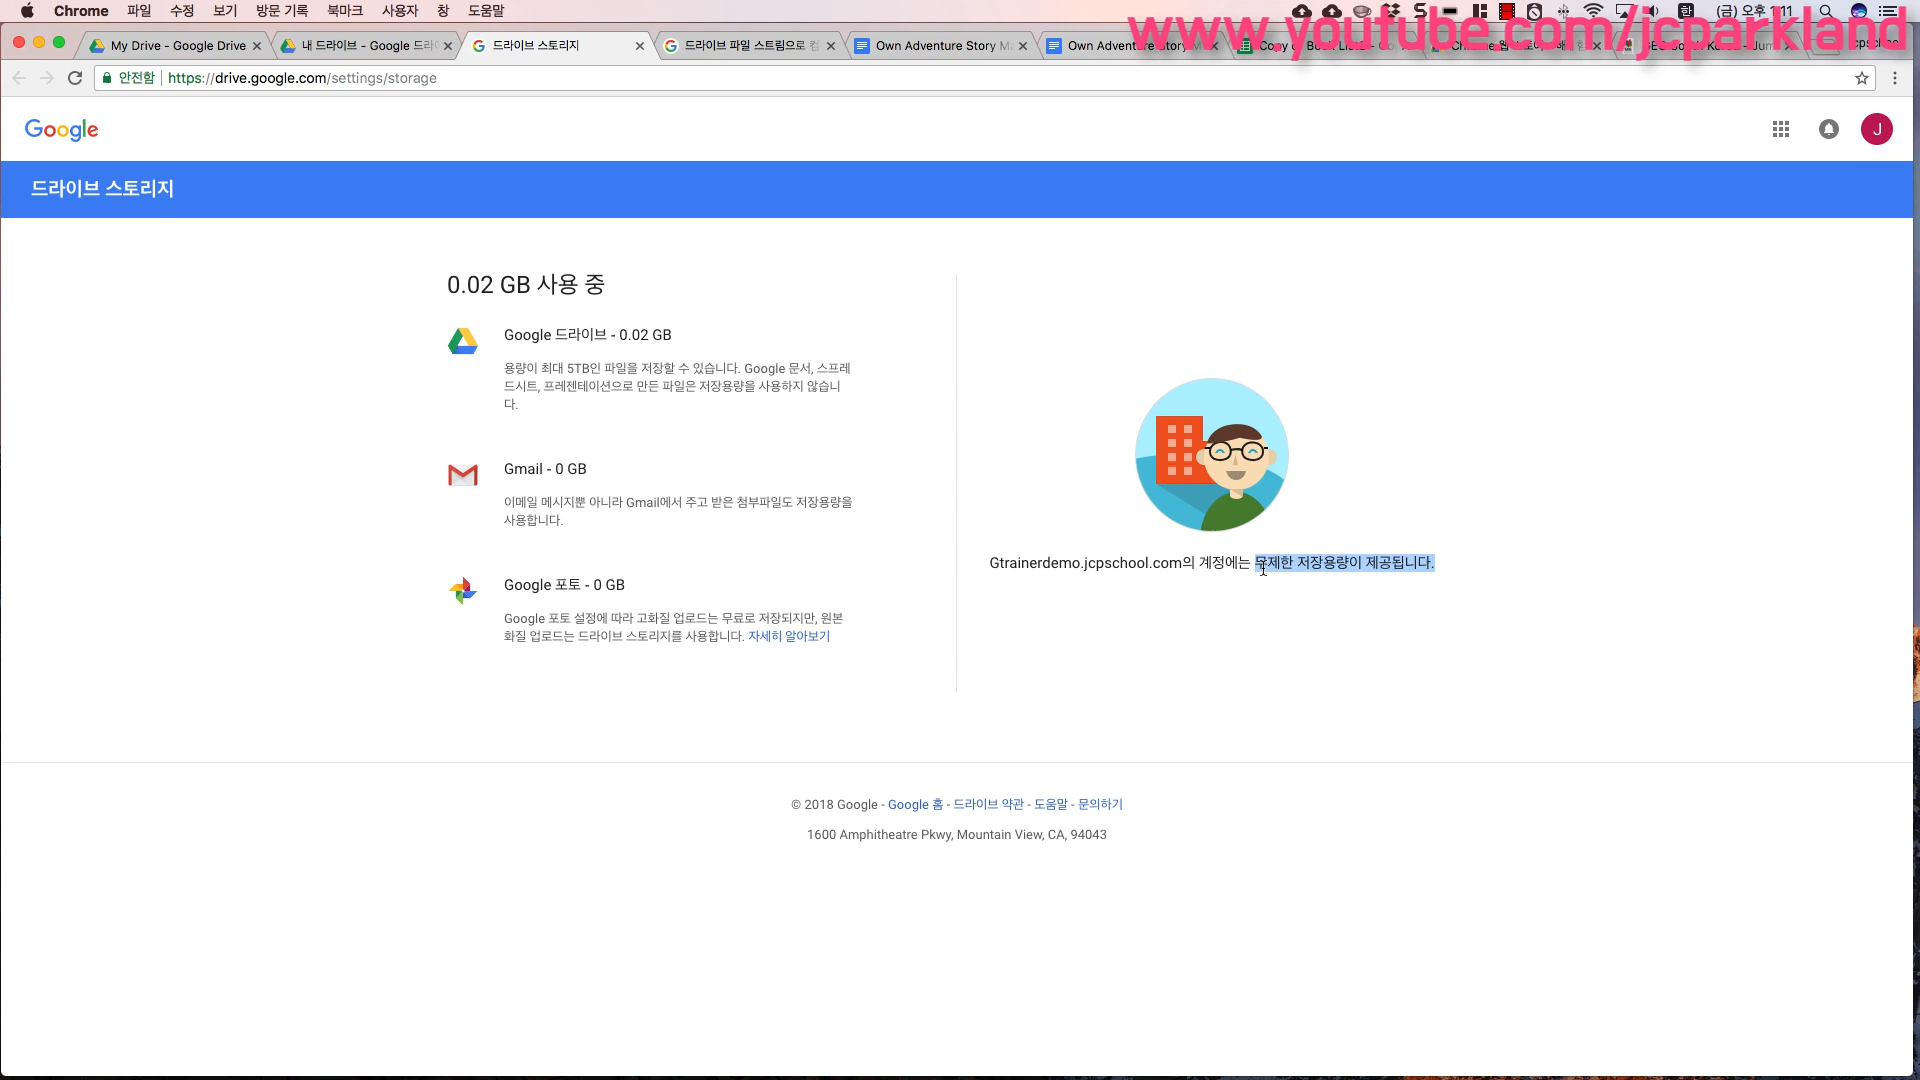 Chrome 파일 수정 보기 방문 기록 북마크 사용자 창 도움말
(금) 오후
www.youtube.com/jcparkland
My Drive - Google Drive
내 드라이브 - Google
드라이브 스토리지
드라이브 파일 스트림으로
Own Adventure Story
Own Adventure Story
안전함 https://drive.google.com/settings/storage
Google
J
드라이브 스토리지
0.02 GB 사용 중
Google 드라이브 - 0.02 GB
용량이 최대 5TB인 파일을 저장할 수 있습니다. Google 문서, 스프레
드시트, 프레젠테이션으로 만든 파일은 저장용량을 사용하지 않습니
다.
Gmail - 0 GB
이메일 메시지뿐 아니라 Gmail에서 주고 받은 첨부파일도 저장용량을
사용합니다.
Google 포토 - 0 GB
Google 포토 설정에 따라 고화질 업로드는 무료로 저장되지만, 원본
화질 업로드는 드라이브 스토리지를 사용합니다. 자세히 알아보기
Gtrainerdemo.jcpschool.com의 계정에는 무제한 저장용량이 제공됩니다.
© 2018 Google - Google 홈 - 드라이브 약관 - 도움말 - 문의하기
1600 Amphitheatre Pkwy, Mountain View, CA, 94043